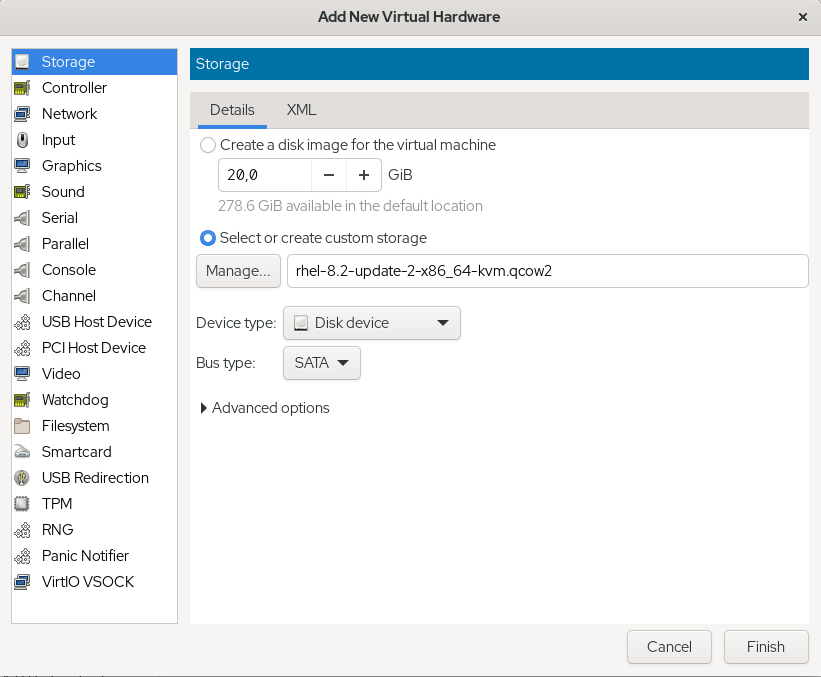 Add New Virtual Hardware
Storage
Controller
Network
Input
Graphics
Sound
Serial
Parallel
Console
Channel
USB Host Device
PCI Host Device
Video
Watchdog
Filesystem
Smartcard
USB Redirection
TPM
RNG
Panic Notifier
VirtIO VSOCK
Storage
Details XML
Create a disk image for the virtual machine
20,0 − + GiB
278.6 GiB available in the default location
Select or create custom storage
Manage... rhel-8.2-update-2-x86_64-kvm.qcow2
Device type: Disk device
Bus type: SATA
Advanced options
Cancel Finish